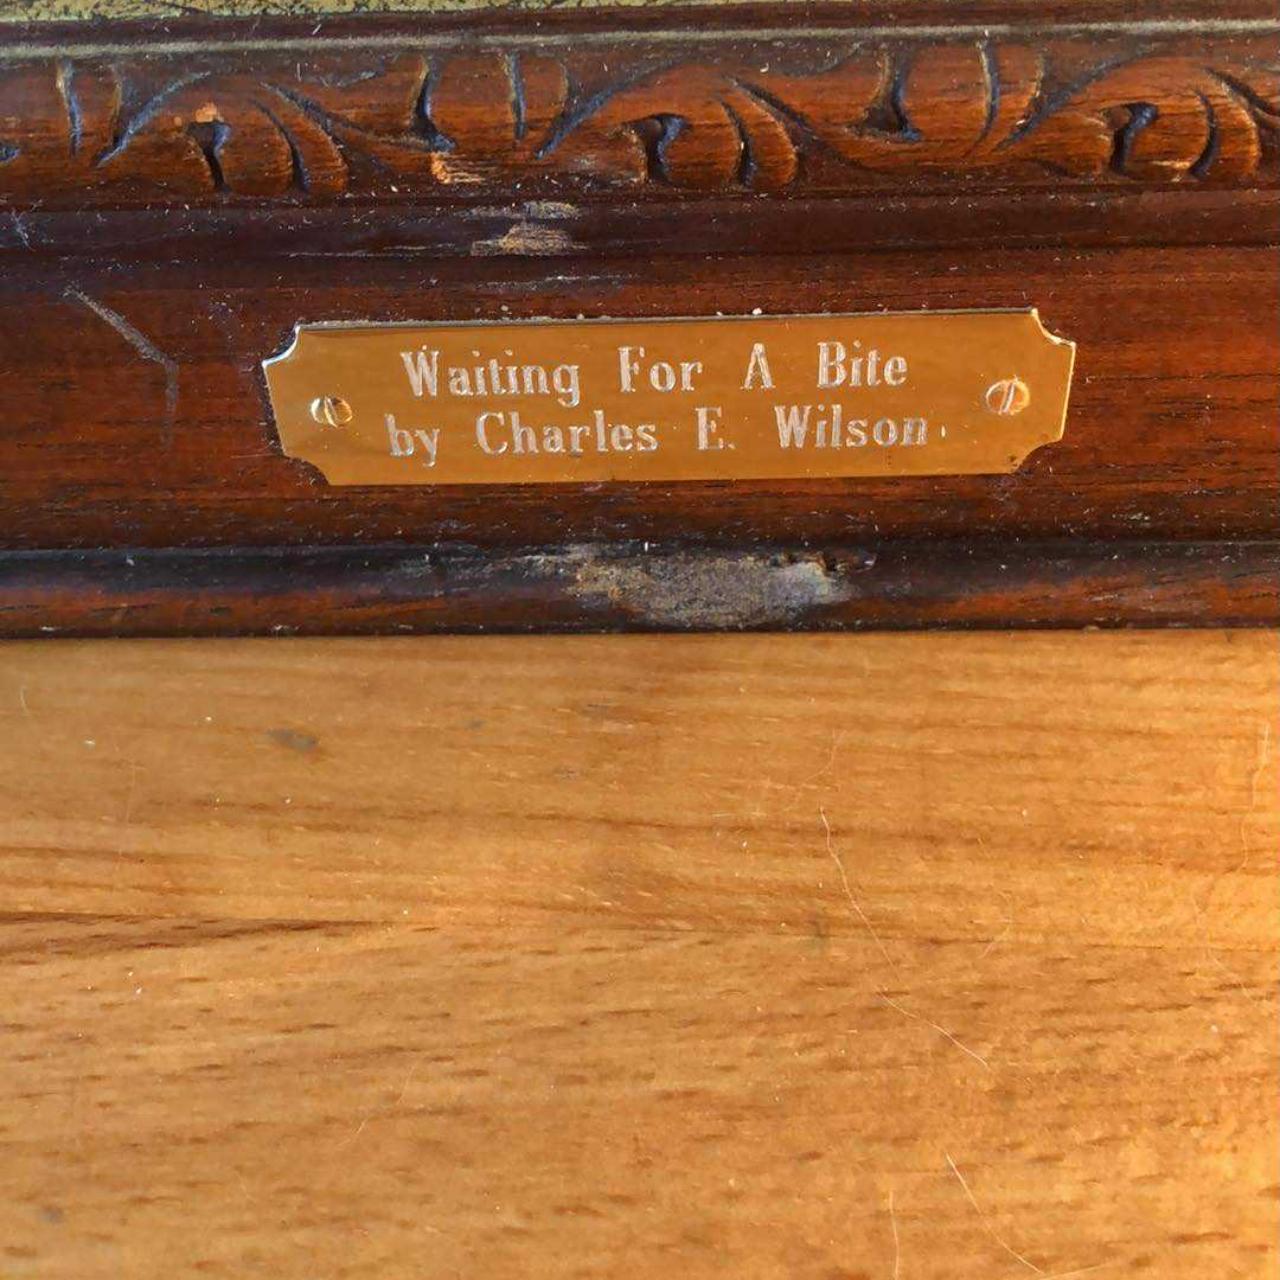 Waiting For A Bite
by Charles E. Wilson